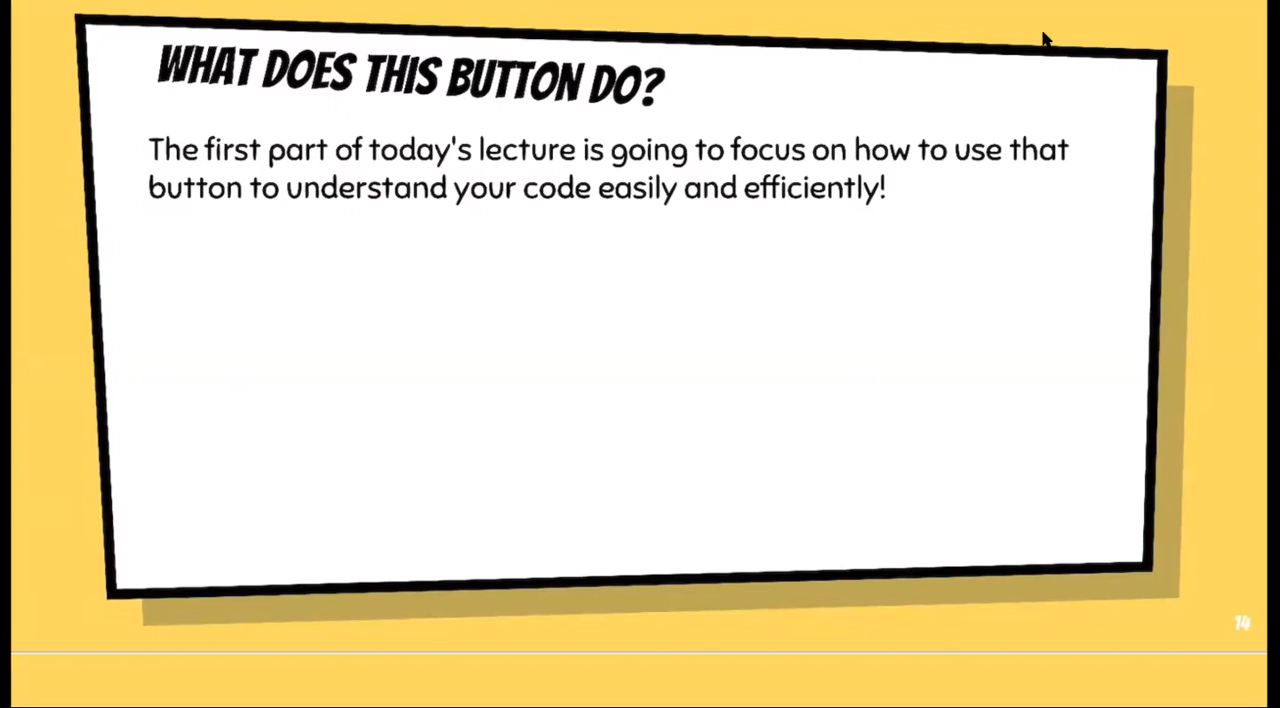 WHAT DOES THIS BUTTON DO?
The first part of today's lecture is going to focus on how to use that
button to understand your code easily and efficiently!
14